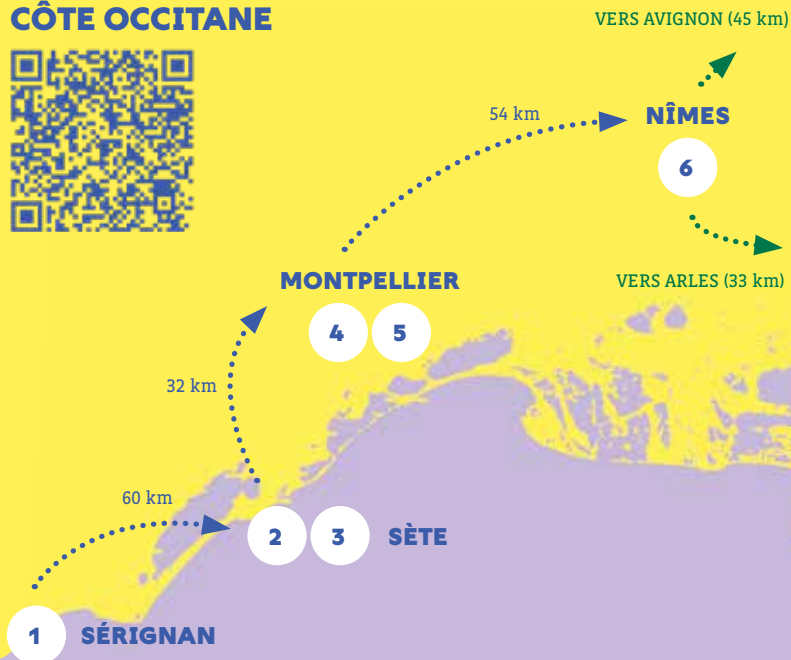 CÔTE OCCITANE
VERS AVIGNON (45 km)
54 km
NÎMES
6
MONTPELLIER
VERS ARLES (33 km)
4 5
32 km
60 km
2 3 SÈTE
1 SÉRIGNAN